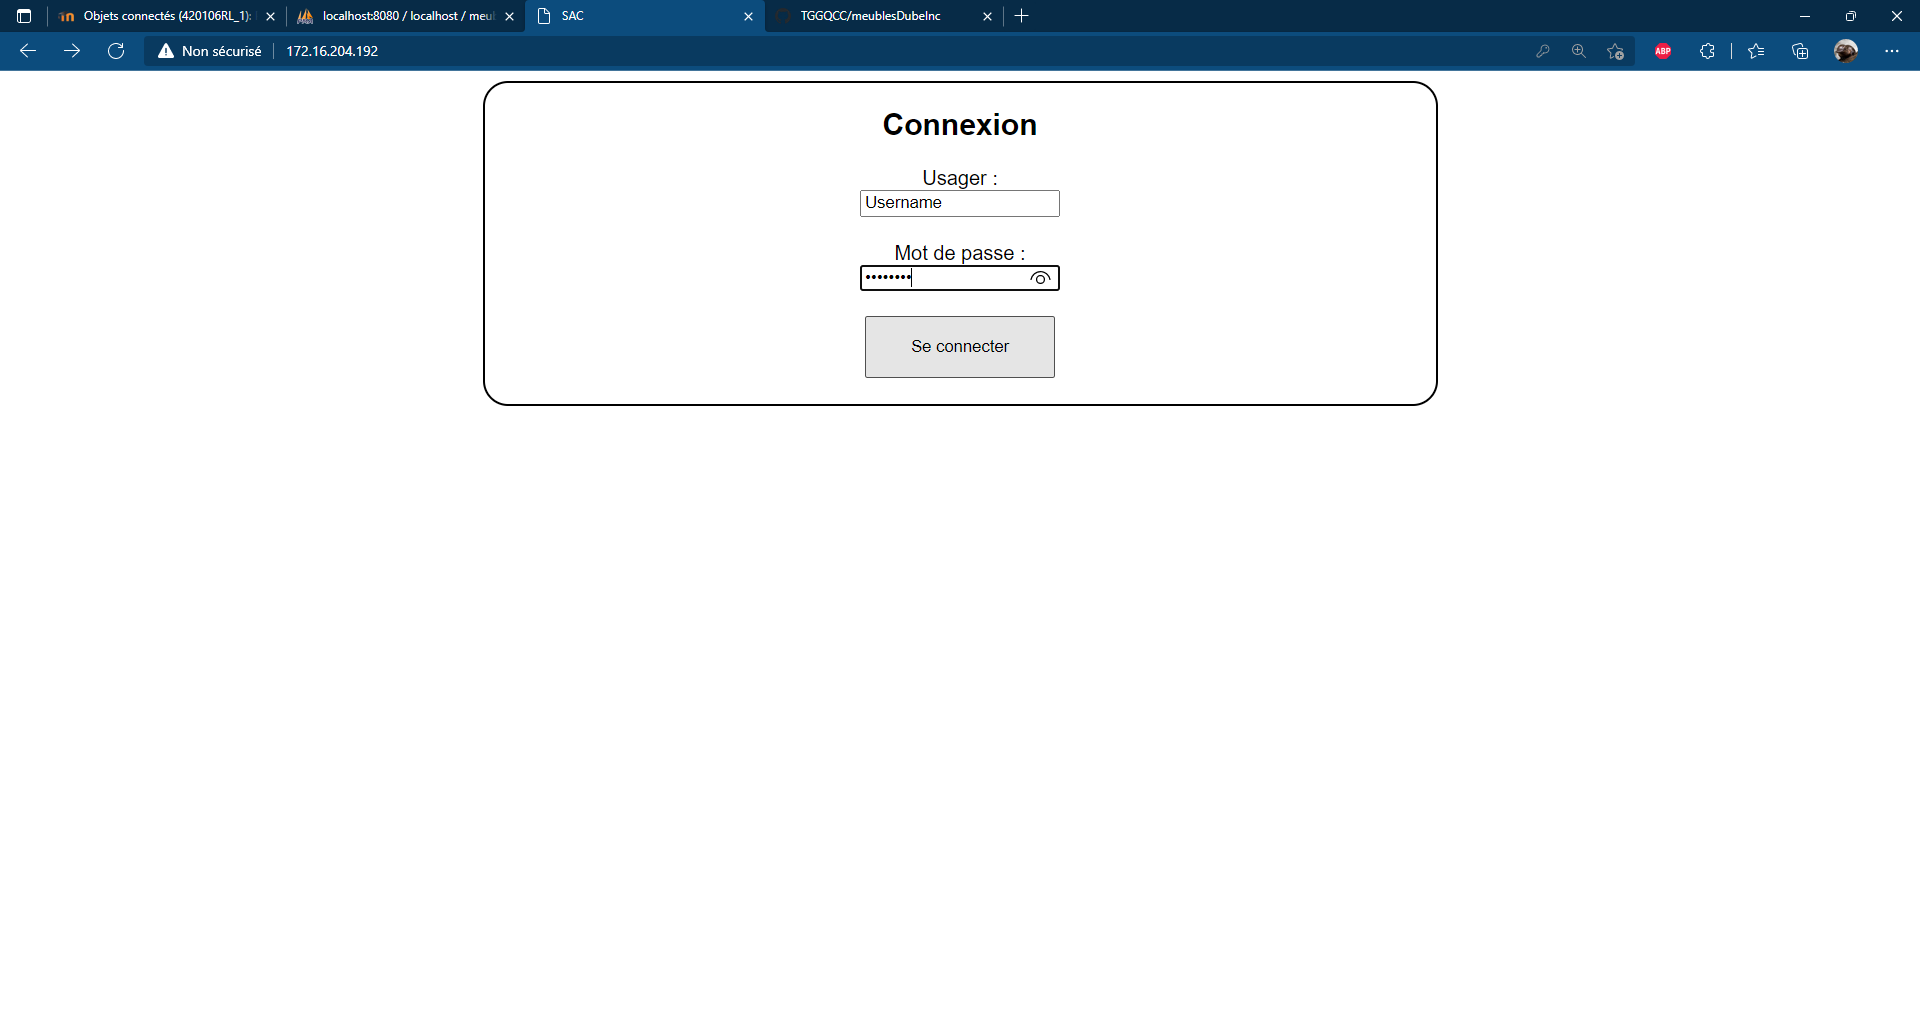 Objets connectés (420106RL_1):
localhost:8080 / localhost / meu
SAC
TGGQCC/meublesDubeInc
Non sécurisé
172.16.204.192
ABP
Connexion
Usager :
Username
Mot de passe :
••••••••
Se connecter